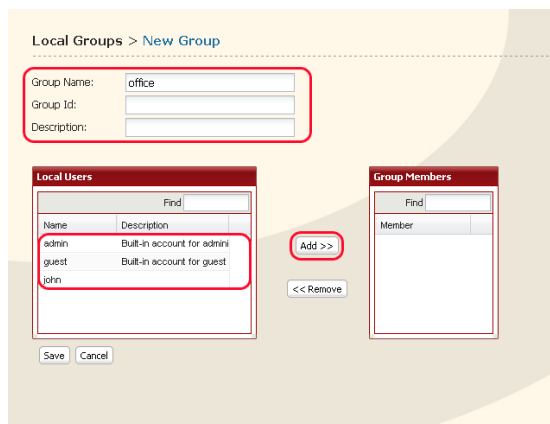 Local Groups > New Group
Group Name: office
Group Id:
Description:
Local Users
Find
Name Description
admin Built-in account for admini
guest Built-in account for guest
john
Add >>
<< Remove
Group Members
Find
Member
Save Cancel